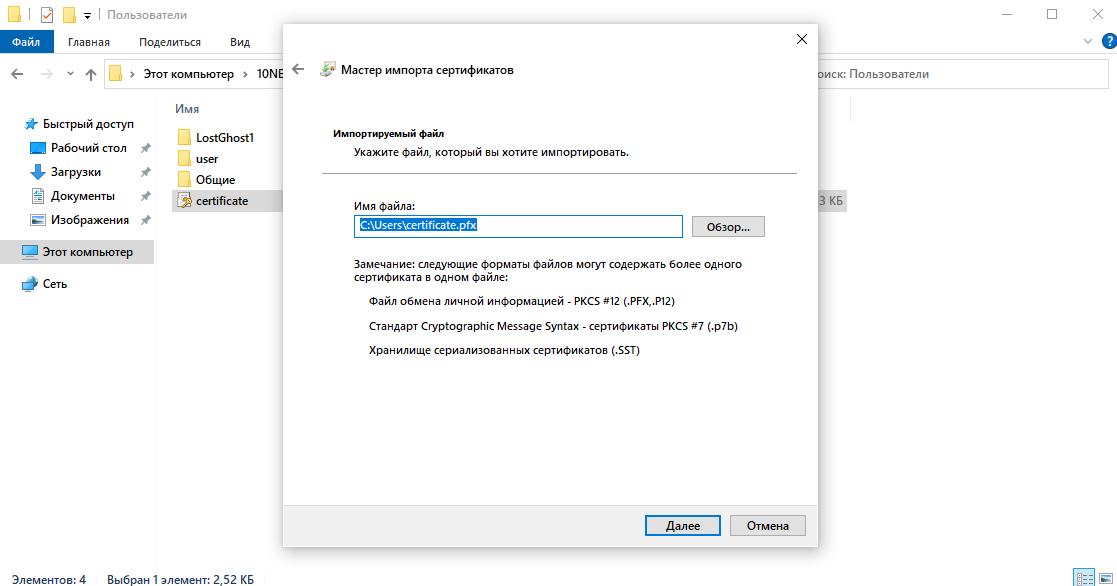 Пользователи
Файл
Главная
Поделиться
Вид
?
Этот компьютер
10NE
оиск: Пользователи
Быстрый доступ
Рабочий стол
Загрузки
Документы
Изображения
Этот компьютер
Сеть
Имя
LostGhost1
user
Общие
certificate
3 КБ
Мастер импорта сертификатов
Импортируемый файл
Укажите файл, который вы хотите импортировать.
Имя файла:
C:\Users\certificate.pfx
Обзор...
Замечание: следующие форматы файлов могут содержать более одного
сертификата в одном файле:
Файл обмена личной информацией - PKCS #12 (.PFX,.P12)
Стандарт Cryptographic Message Syntax - сертификаты PKCS #7 (.p7b)
Хранилище сериализованных сертификатов (.SST)
Далее
Отмена
Элементов: 4
Выбран 1 элемент: 2,52 КБ